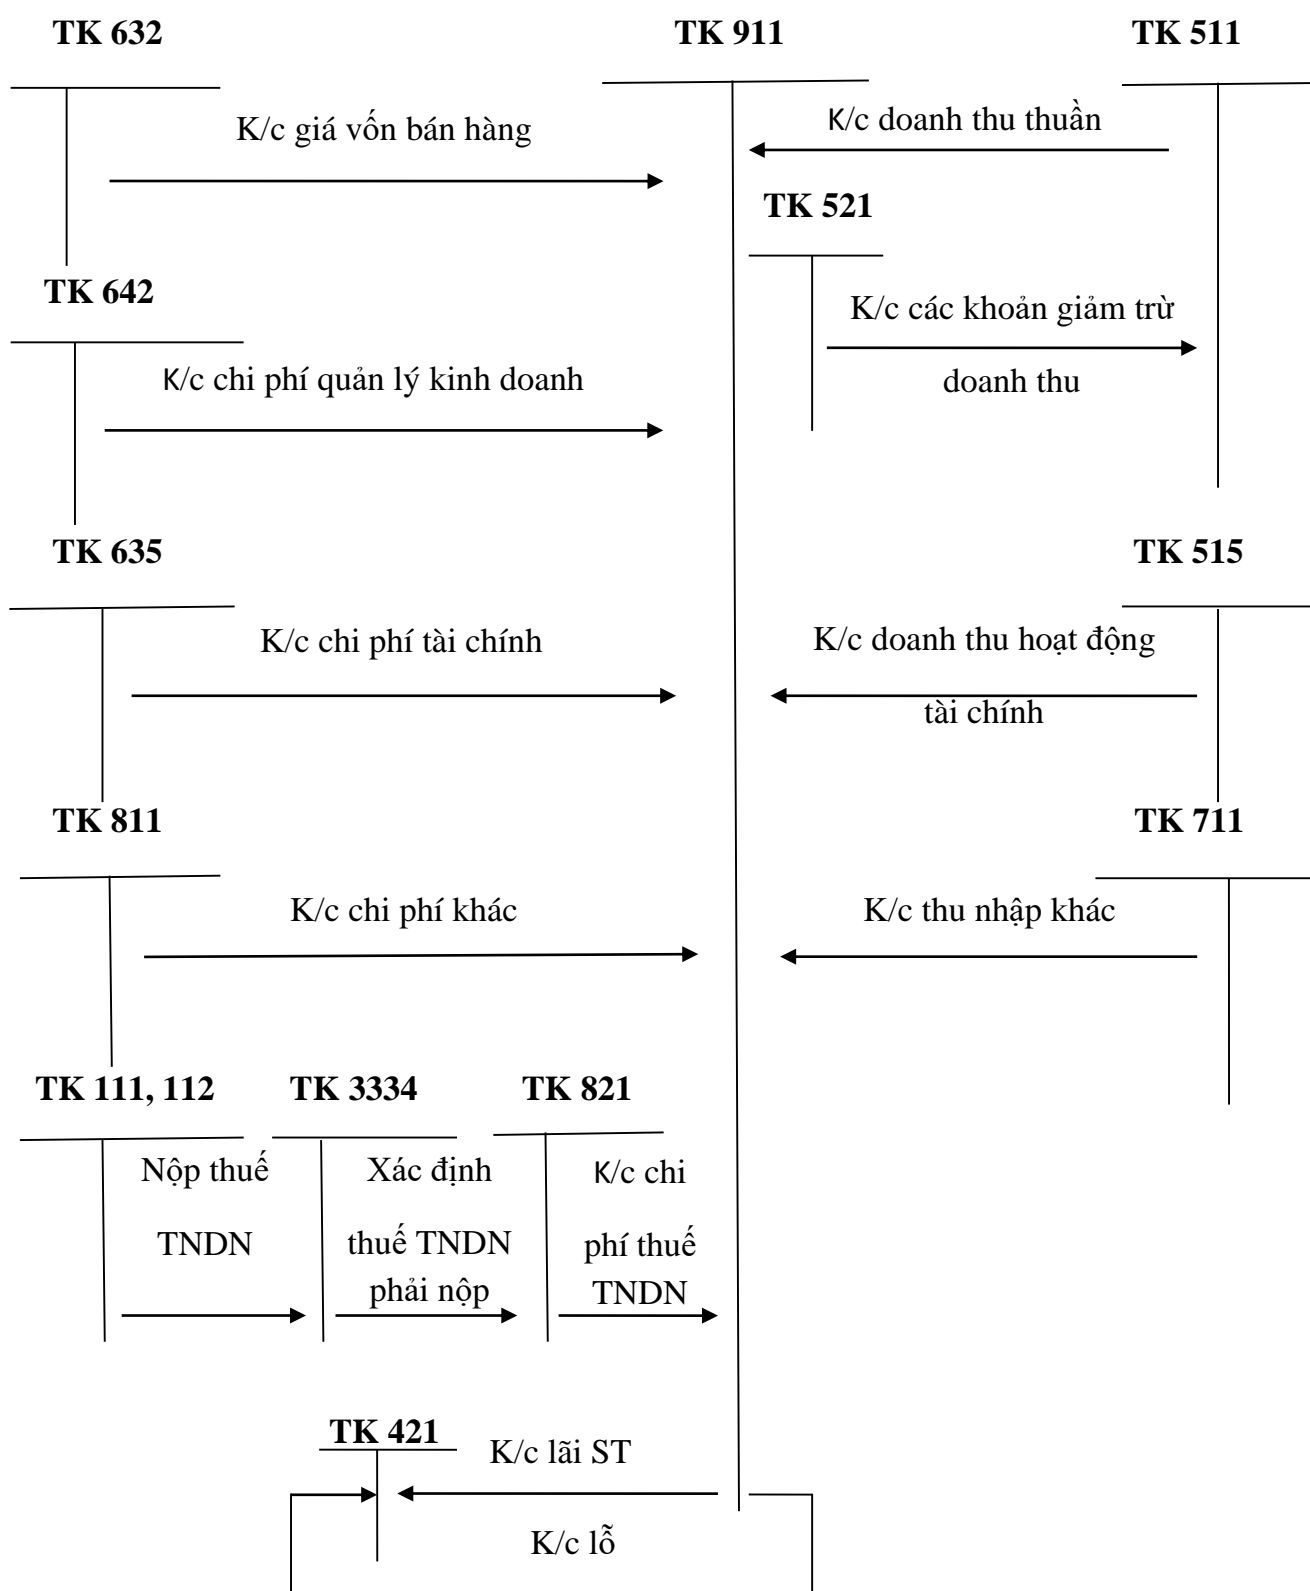 TK 632
TK 911
TK 511
K/c giá vốn bán hàng
K/c doanh thu thuần
TK 521
TK 642
K/c các khoản giảm trừ
doanh thu
K/c chi phí quản lý kinh doanh
TK 635
TK 515
K/c chi phí tài chính
K/c doanh thu hoạt động
tài chính
TK 811
TK 711
K/c chi phí khác
K/c thu nhập khác
TK 111, 112
TK 3334
TK 821
Nộp thuế
TNDN
Xác định
thuế TNDN
phải nộp
K/c chi
phí thuế
TNDN
TK 421
K/c lãi ST
K/c lỗ